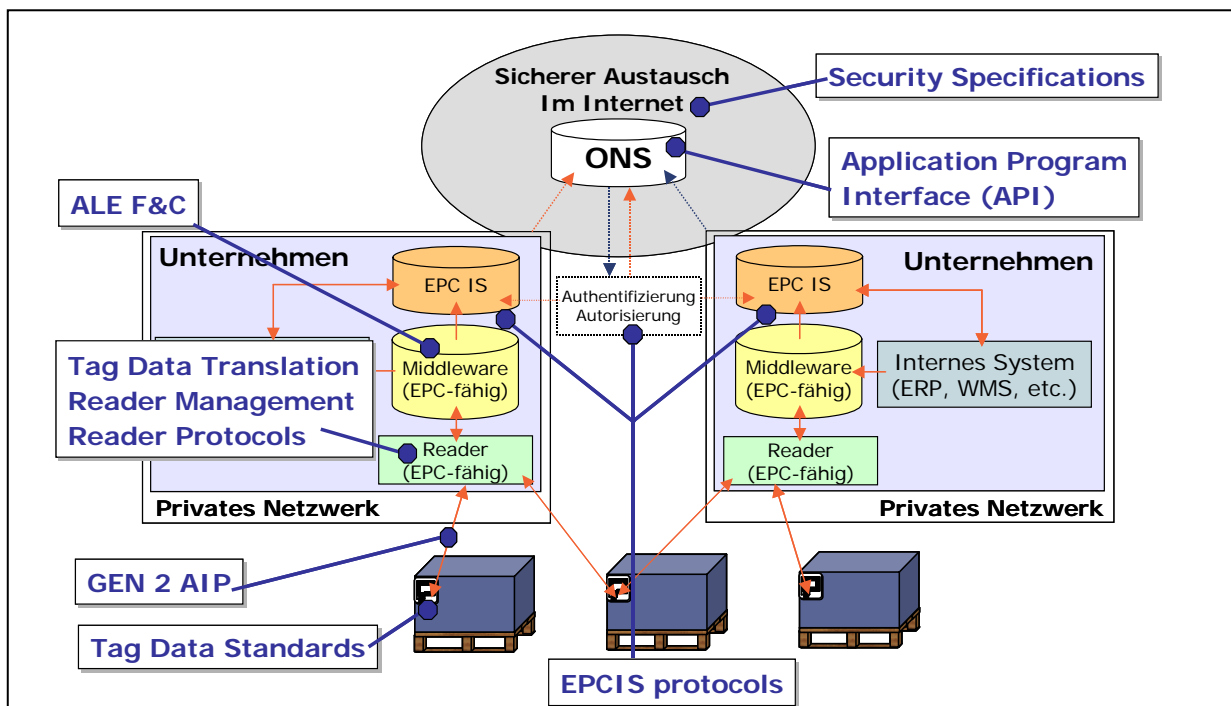 Sicherer Austausch
Im Internet
ONS
Security Specifications
Application Program
Interface (API)
ALE F&C
Unternehmen
EPC IS
Middleware
(EPC-fähig)
Tag Data Translation
Reader Management
Reader Protocols
Reader
(EPC-fähig)
Privates Netzwerk
Authentifizierung
Autorisierung
Unternehmen
EPC IS
Middleware
(EPC-fähig)
Internes System
(ERP, WMS, etc.)
Reader
(EPC-fähig)
Privates Netzwerk
GEN 2 AIP
Tag Data Standards
EPCIS protocols